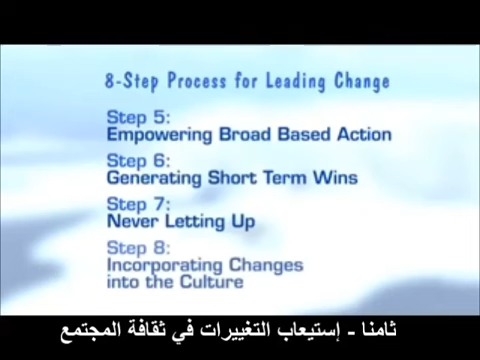 8-Step Process for Leading Change
Step 5:
Empowering Broad Based Action
Step 6:
Generating Short Term Wins
Step 7:
Never Letting Up
Step 8:
Incorporating Changes
into the Culture
ثامنا - إستيعاب التغييرات في ثقافة المجتمع